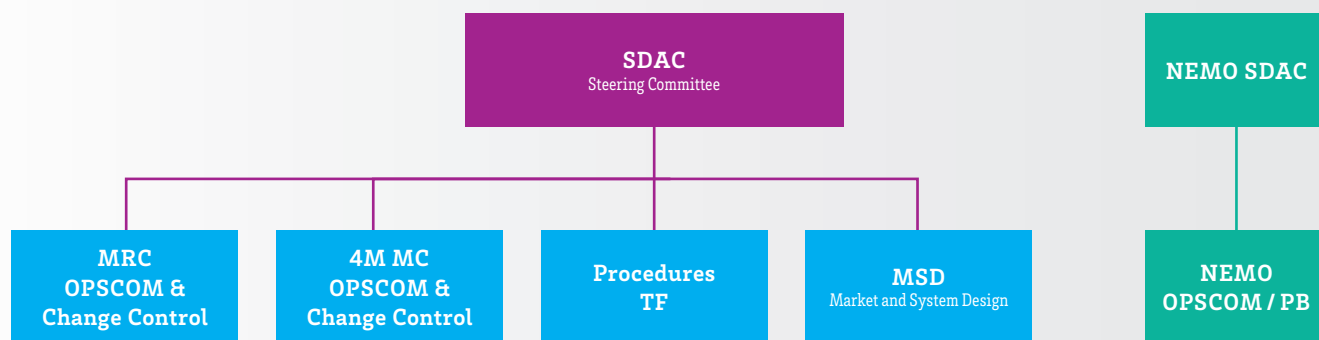 SDAC
Steering Committee
NEMO SDAC
MRC
OPSCOM &
Change Control
4M MC
OPSCOM &
Change Control
Procedures
TF
MSD
Market and System Design
NEMO
OPSCOM / PB